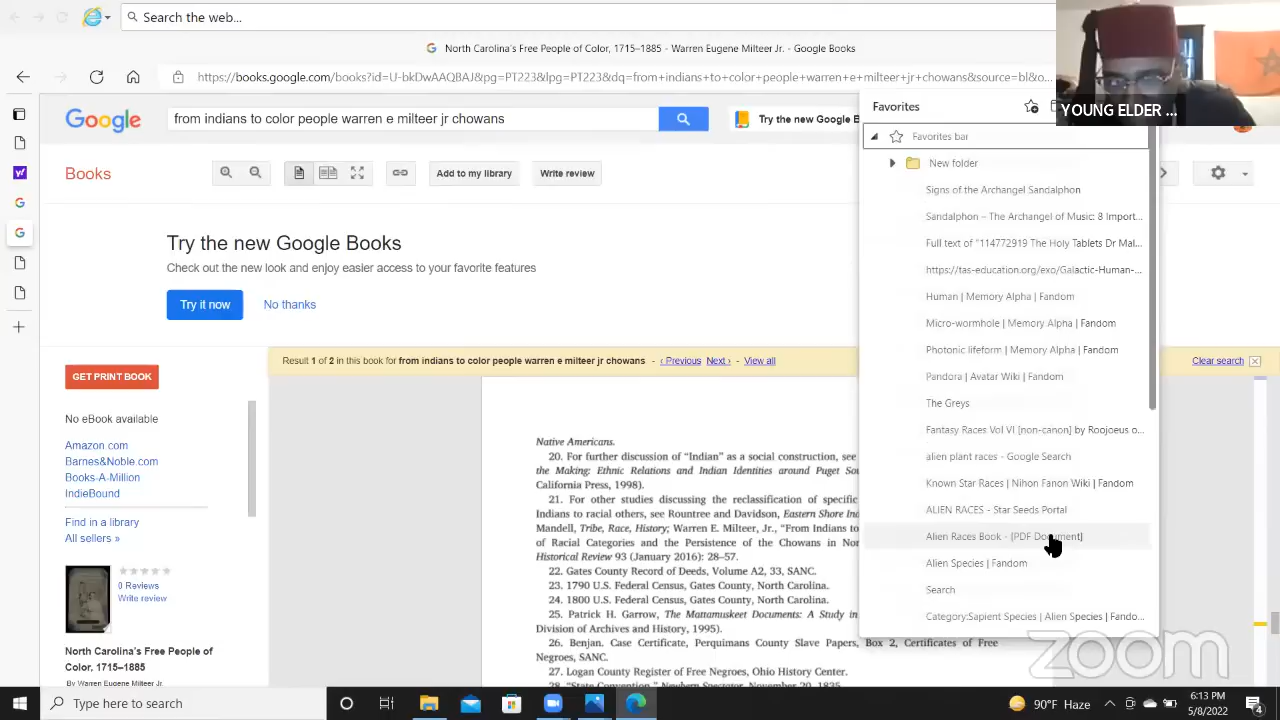 Search the web...
North Carolina's Free People of Color, 1715–1885 - Warren Eugene Milteer Jr. - Google Books
https://books.google.com/books?id=U-bkDwAAQBAJ&pg=PT223&lpg=PT223&dq=from+indians+to+color+people+warren+e+milteer+jr+chowans&source=bl&o...
YOUNG ELDER ...
Google
from indians to color people warren e milteer jr chowans
Try the new Google B
Favorites
Favorites bar
New folder
Signs of the Archangel Sandalphon
Sandalphon – The Archangel of Music: 8 Import...
Full text of "114772919 The Holy Tablets Dr Mal...
https://tas-education.org/exo/Galactic-Human-...
Human | Memory Alpha | Fandom
Micro-wormhole | Memory Alpha | Fandom
Photonic lifeform | Memory Alpha | Fandom
Pandora | Avatar Wiki | Fandom
The Greys
Fantasy Races Vol VI [non-canon] by Roojoeus o...
alien plant races - Google Search
Known Star Races | Nihon Fanon Wiki | Fandom
ALIEN RACES - Star Seeds Portal
Alien Races Book - [PDF Document]
Alien Species | Fandom
Search
Category:Sapient Species | Alien Species | Fando...
Books
Add to my library
Write review
Try the new Google Books
Check out the new look and enjoy easier access to your favorite features
Try it now
No thanks
Result 1 of 2 in this book for from indians to color people warren e milteer jr chowans - ‹ Previous Next › - View all
Clear search
GET PRINT BOOK
No eBook available
Amazon.com
Barnes&Noble.com
Books-A-Million
IndieBound
Find in a library
All sellers »
0 Reviews
Write review
North Carolina's Free People of
Color, 1715–1885
By Warren Eugene Milteer Jr.
Native Americans.
20. For further discussion of "Indian" as a social construction, see
the Making: Ethnic Relations and Indian Identities around Puget Sou
California Press, 1998).
21. For other studies discussing the reclassification of specific
to racial others, see Rountree and Davidson, Eastern Shore Ind
Mandell, Tribe, Race, History; Warren E. Milteer, Jr., "From Indians to
of Racial Categories and the Persistence of the Chowans in Nor
Historical Review 93 (January 2016): 28–57.
22. Gates County Record of Deeds, Volume A2, 33, SANC.
23. 1790 U.S. Federal Census, Gates County, North Carolina.
24. 1800 U.S. Federal Census, Gates County, North Carolina.
25. Patrick H. Garrow, The Mattamuskeet Documents: A Study in
Division of Archives and History, 1995).
26. Benjan. Case Certificate, Perquimans County Slave Papers, Box 2, Certificates of Free
Negroes, SANC.
27. Logan County Register of Free Negroes, Ohio History Center.
28. "State Convention," Newbern Spectator, November 20, 1835.
zoom
Type here to search
90°F Haze
6:13 PM
5/8/2022
4